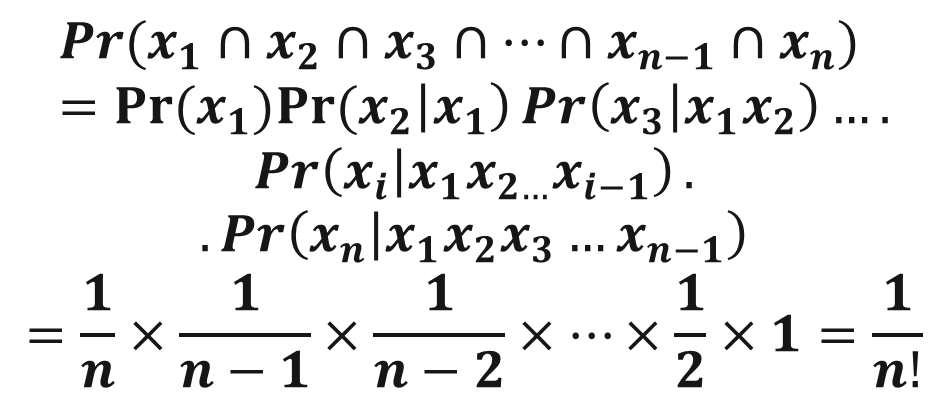 Pr(x₁ ∩ x₂ ∩ x₃ ∩ ⋯ ∩ xₙ₋₁ ∩ xₙ)
= Pr(x₁)Pr(x₂|x₁) Pr(x₃|x₁x₂) … .
Pr(xᵢ|x₁x₂…xᵢ₋₁) .
. Pr(xₙ|x₁x₂x₃ … xₙ₋₁)
= 1/n × 1/(n − 1) × 1/(n − 2) × ⋯ × 1/2 × 1 = 1/n!